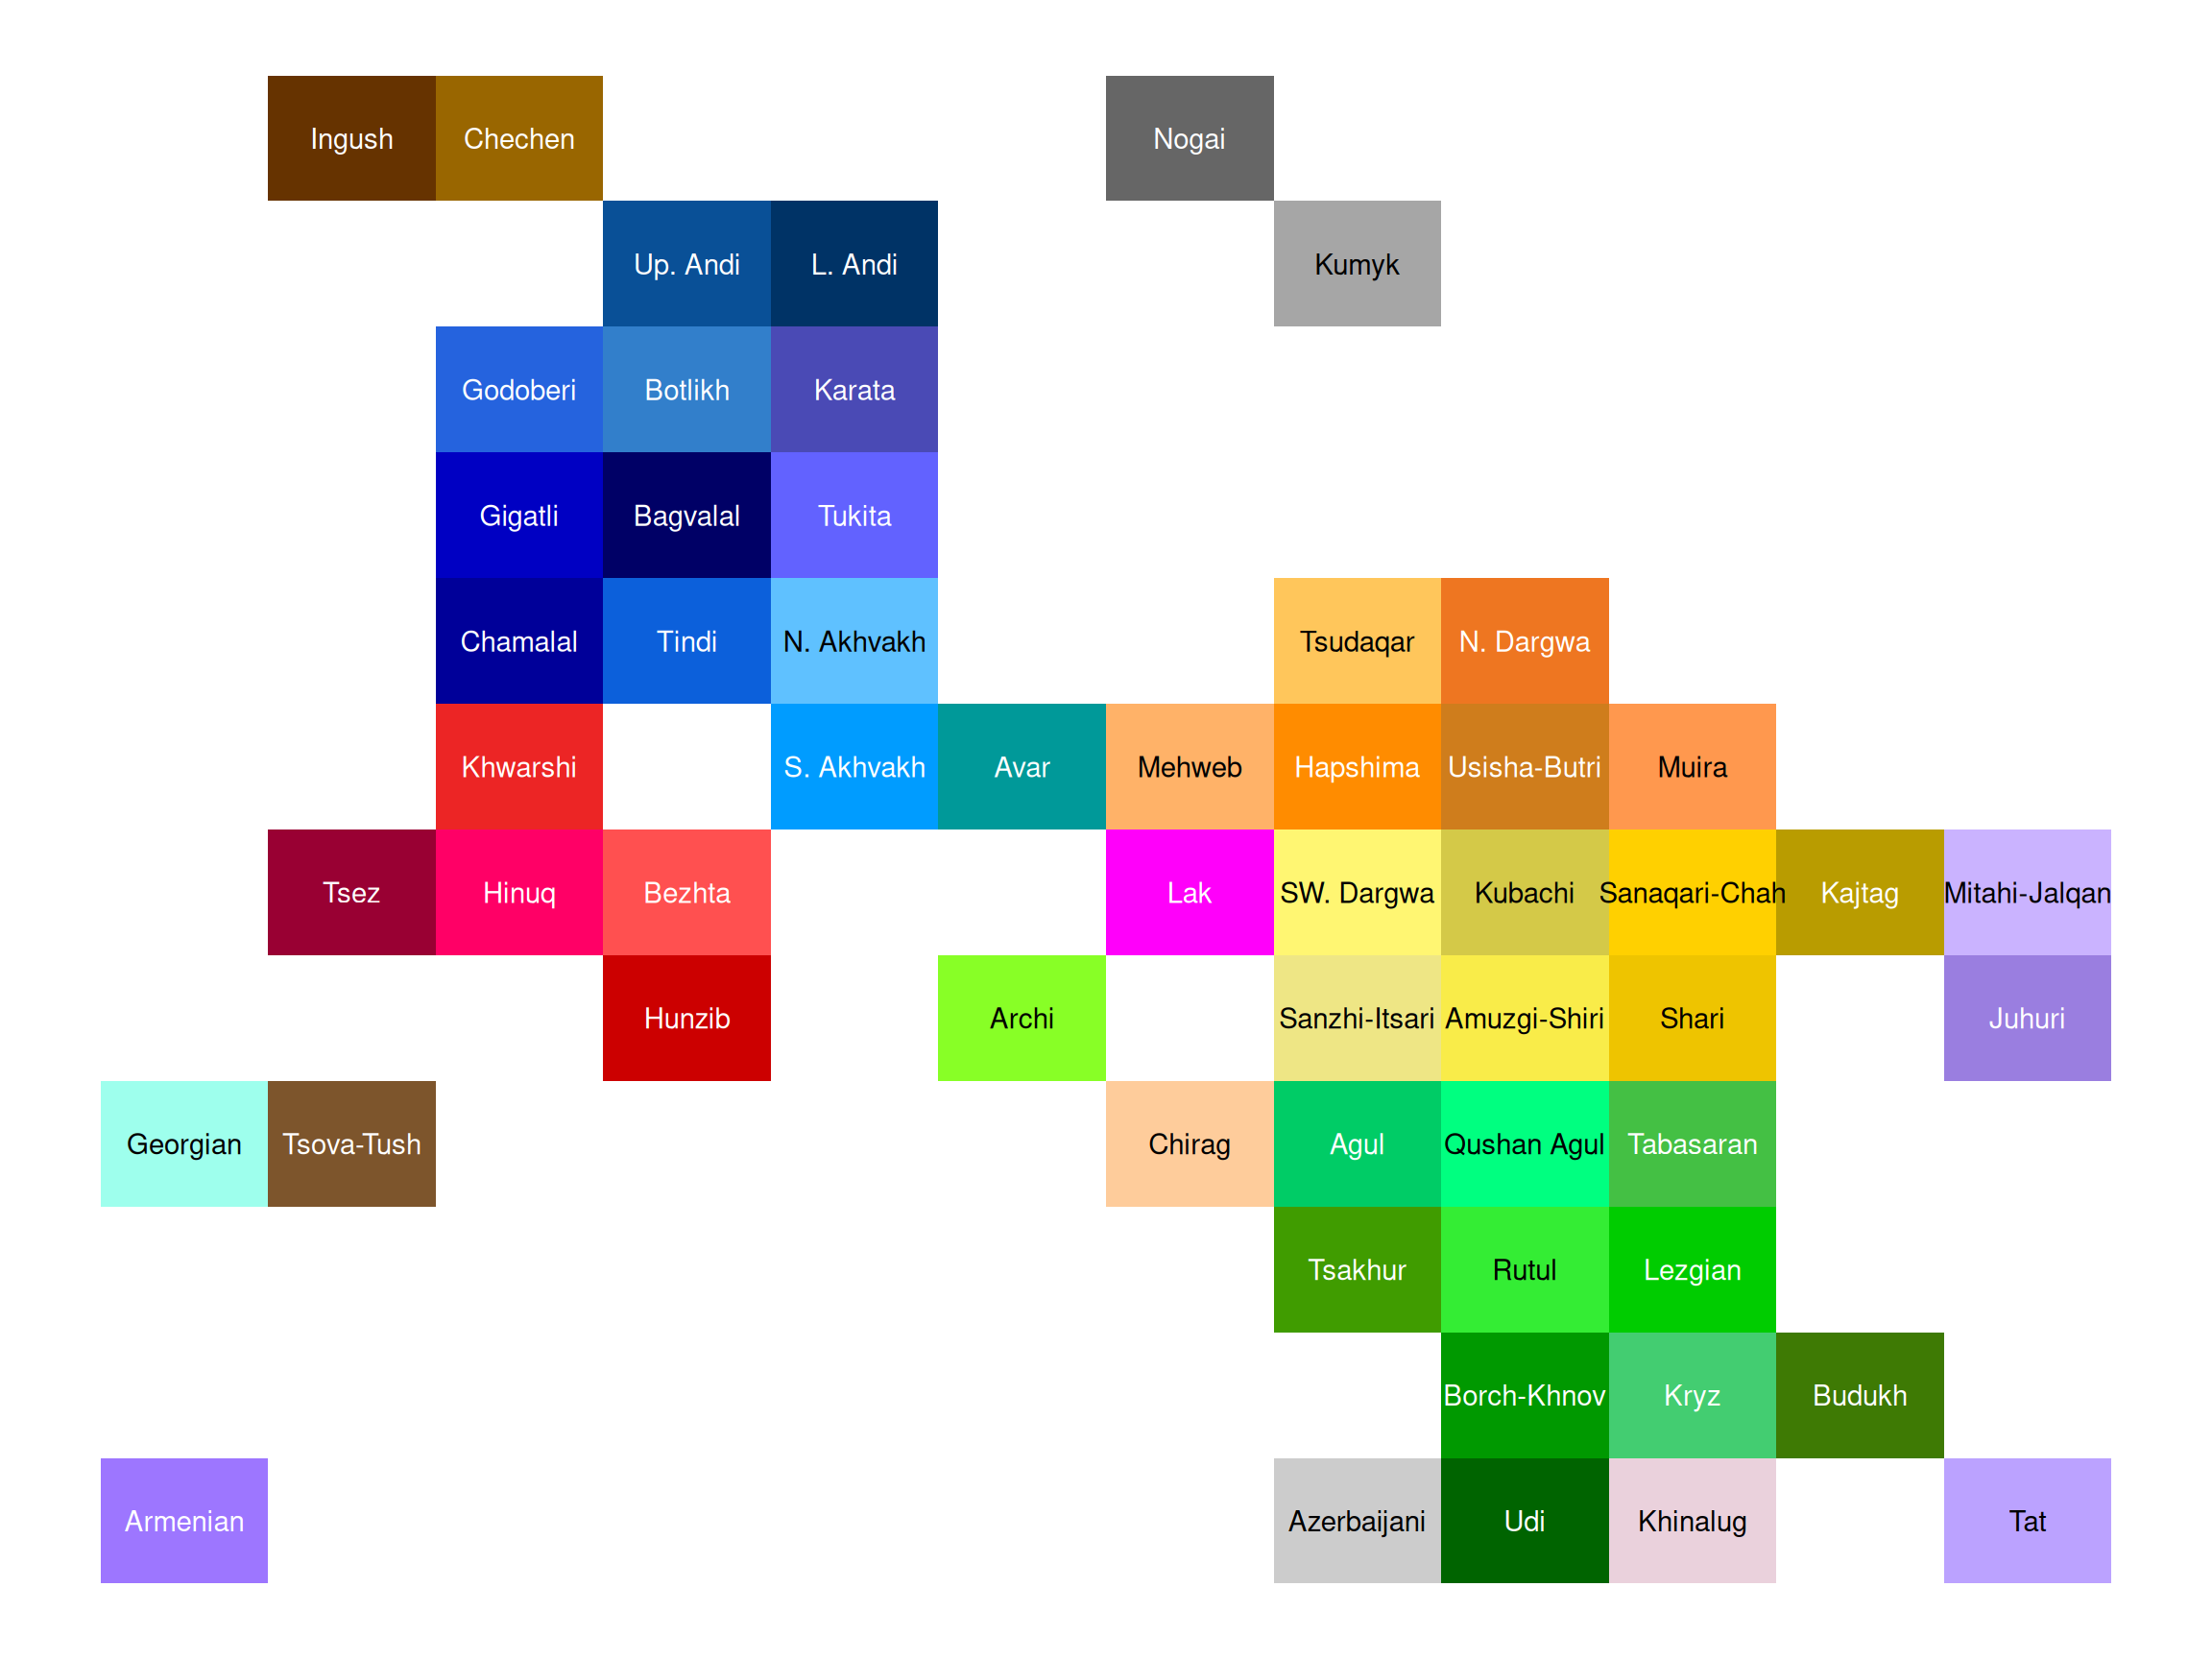 Ingush
Chechen
Nogai
Up. Andi
L. Andi
Kumyk
Godoberi
Botlikh
Karata
Gigatli
Bagvalal
Tukita
Chamalal
Tindi
N. Akhvakh
Tsudaqar
N. Dargwa
Khwarshi
S. Akhvakh
Avar
Mehweb
Hapshima
Usisha-Butri
Muira
Tsez
Hinuq
Bezhta
Lak
SW. Dargwa
Kubachi
Sanaqari-Chah
Kajtag
Mitahi-Jalqan
Hunzib
Archi
Sanzhi-Itsari
Amuzgi-Shiri
Shari
Juhuri
Georgian
Tsova-Tush
Chirag
Agul
Qushan Agul
Tabasaran
Tsakhur
Rutul
Lezgian
Borch-Khnov
Kryz
Budukh
Armenian
Azerbaijani
Udi
Khinalug
Tat